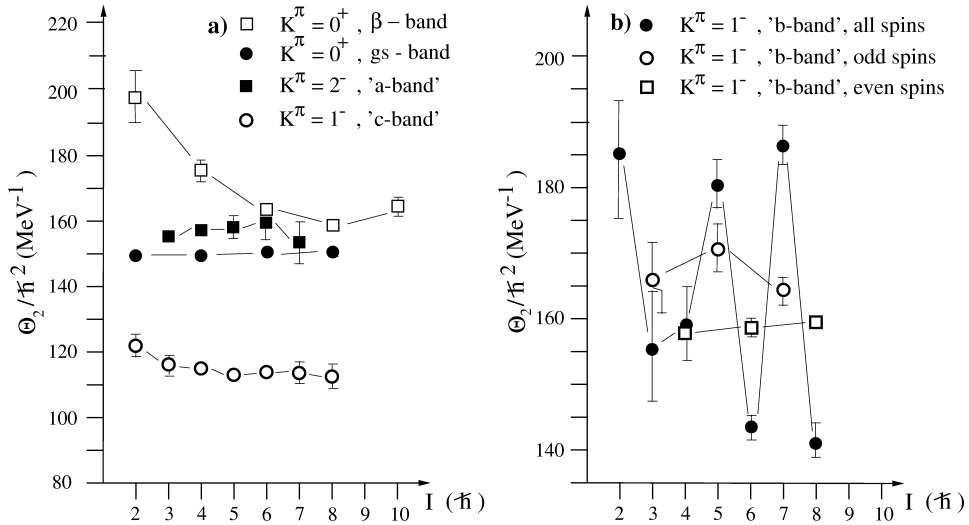 a)
K^π = 0^+ , β – band
K^π = 0^+ , gs - band
K^π = 2^- , 'a-band'
K^π = 1^- , 'c-band'
220
200
180
160
140
120
100
80
Θ_2/ℏ^2 (MeV^-1)
2 3 4 5 6 7 8 9 10
I (ℏ)
b)
K^π = 1^- , 'b-band', all spins
K^π = 1^- , 'b-band', odd spins
K^π = 1^- , 'b-band', even spins
200
180
160
140
Θ_2/ℏ^2 (MeV^-1)
2 3 4 5 6 7 8 9 10
I (ℏ)